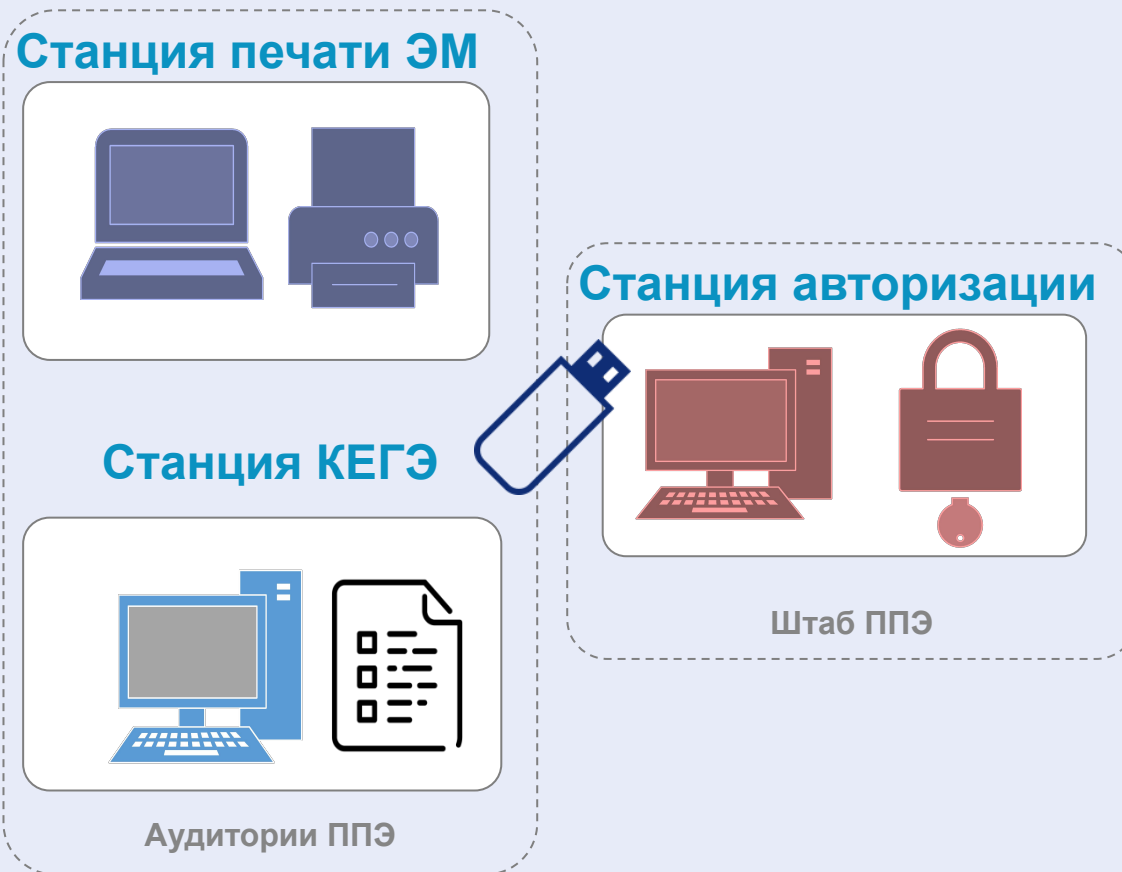 Станция печати ЭМ
Станция КЕГЭ
Аудитории ППЭ
Станция авторизации
Штаб ППЭ